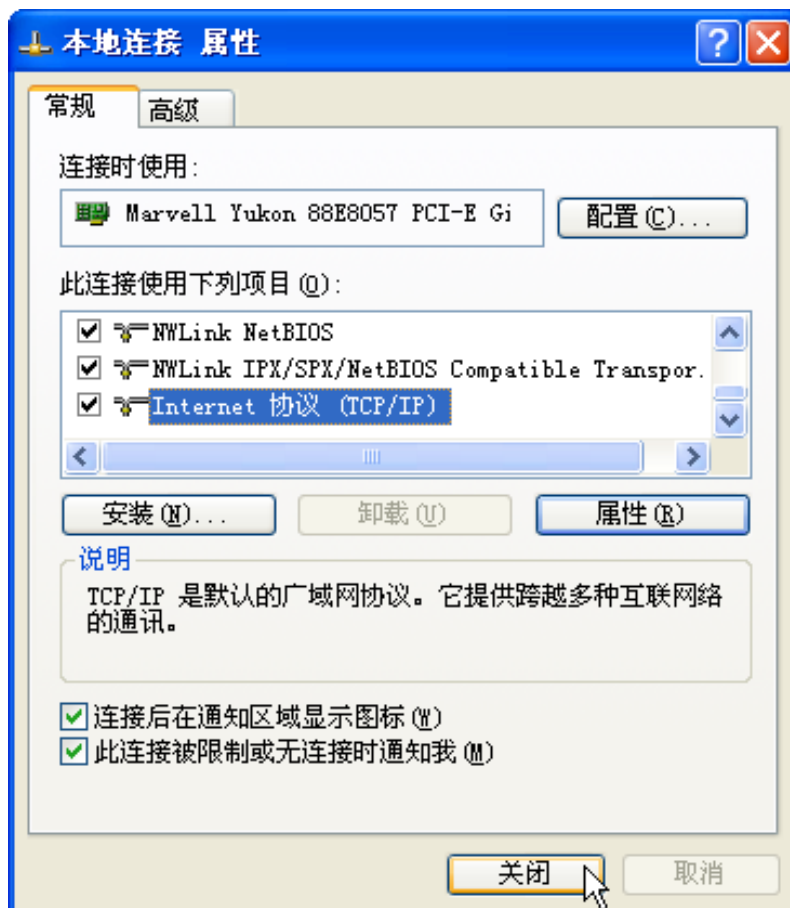 本地连接 属性
常规 高级
连接时使用:
Marvell Yukon 88E8057 PCI-E Gi 配置(C)...
此连接使用下列项目(O):
NWLink NetBIOS
NWLink IPX/SPX/NetBIOS Compatible Transpor.
Internet 协议 (TCP/IP)
安装(N)... 卸载(U) 属性(R)
说明
TCP/IP 是默认的广域网协议。它提供跨越多种互联网络
的通讯。
连接后在通知区域显示图标(W)
此连接被限制或无连接时通知我(M)
关闭 取消